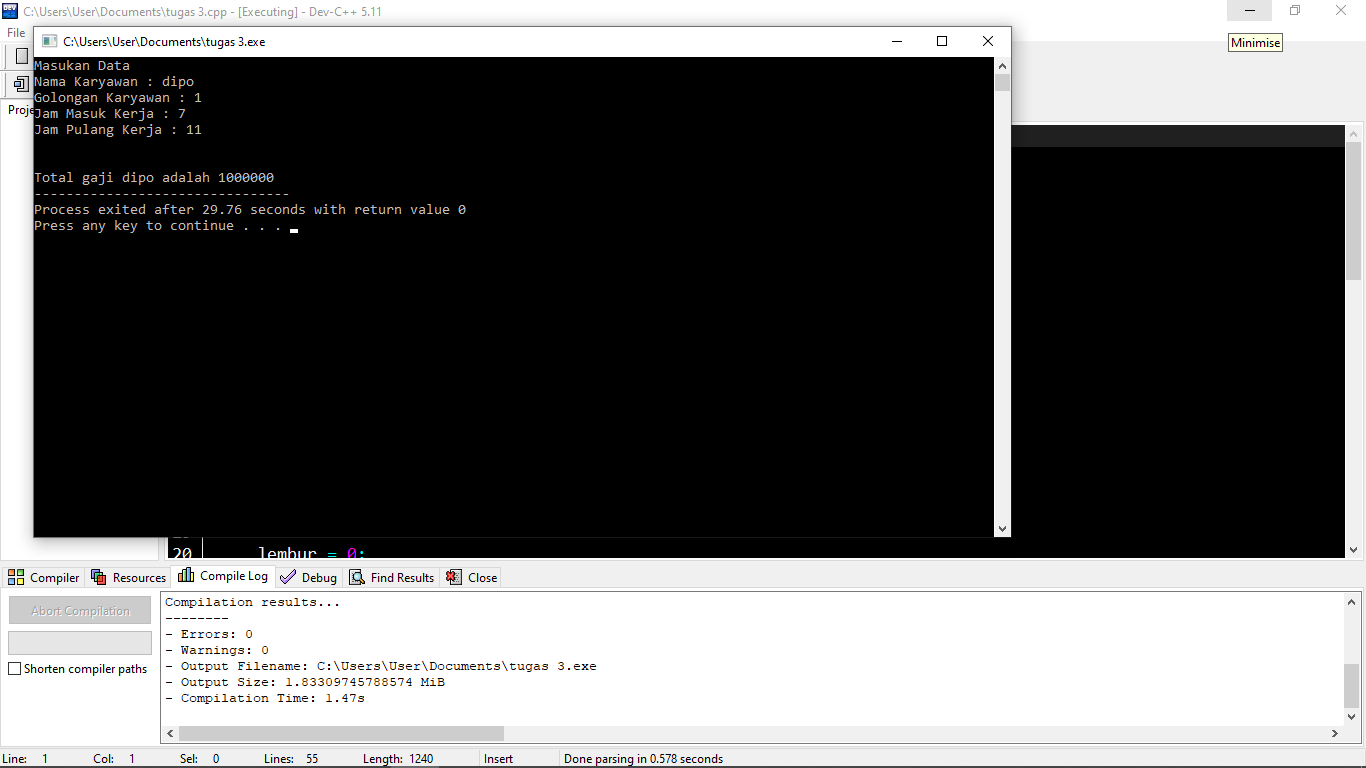 C:\Users\User\Documents\tugas 3.cpp - [Executing] - Dev-C++ 5.11
File
Minimise
C:\Users\User\Documents\tugas 3.exe
Masukan Data
Nama Karyawan : dipo
Golongan Karyawan : 1
Jam Masuk Kerja : 7
Jam Pulang Kerja : 11
Total gaji dipo adalah 1000000
--------------------------------
Process exited after 29.76 seconds with return value 0
Press any key to continue . . .
Proje
20 lembur = 0;
Compiler Resources Compile Log Debug Find Results Close
Abort Compilation
Shorten compiler paths
Compilation results...
--------
- Errors: 0
- Warnings: 0
- Output Filename: C:\Users\User\Documents\tugas 3.exe
- Output Size: 1.83309745788574 MiB
- Compilation Time: 1.47s
Line: 1 Col: 1 Sel: 0 Lines: 55 Length: 1240 Insert Done parsing in 0.578 seconds